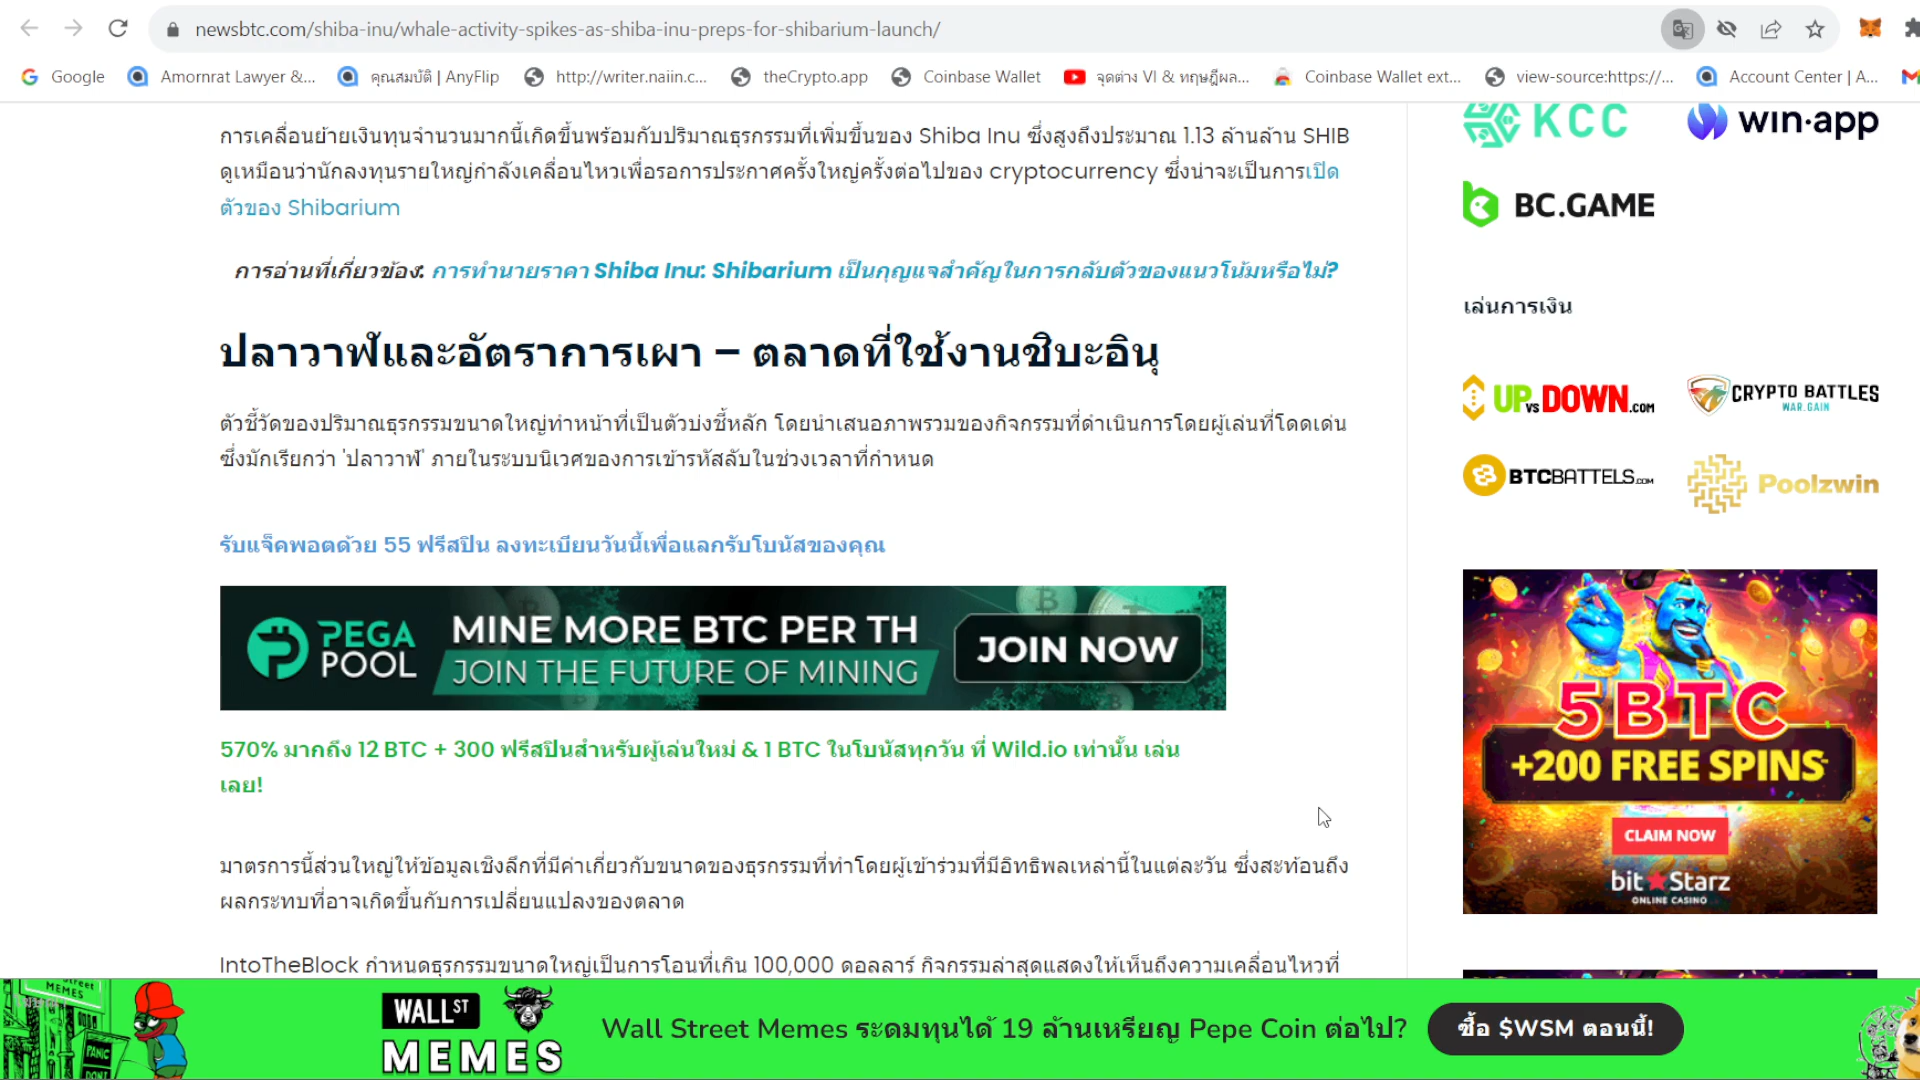 newsbtc.com/shiba-inu/whale-activity-spikes-as-shiba-inu-preps-for-shibarium-launch/
Google
Amornrat Lawyer &...
คุณสมบัติ | AnyFlip
http://writer.naiin.c...
theCrypto.app
Coinbase Wallet
จุดต่าง VI & ทฤษฎีผล...
Coinbase Wallet ext...
view-source:https://...
Account Center | A...
การเคลื่อนย้ายเงินทุนจำนวนมากนี้เกิดขึ้นพร้อมกับปริมาณธุรกรรมที่เพิ่มขึ้นของ Shiba Inu ซึ่งสูงถึงประมาณ 1.13 ล้านล้าน SHIB
ดูเหมือนว่านักลงทุนรายใหญ่กำลังเคลื่อนไหวเพื่อรอการประกาศครั้งใหญ่ครั้งต่อไปของ cryptocurrency ซึ่งน่าจะเป็นการเปิด
ตัวของ Shibarium
การอ่านที่เกี่ยวข้อง: การทำนายราคา Shiba Inu: Shibarium เป็นกุญแจสำคัญในการกลับตัวของแนวโน้มหรือไม่?
ปลาวาฬและอัตราการเผา – ตลาดที่ใช้งานชิบะอินุ
ตัวชี้วัดของปริมาณธุรกรรมขนาดใหญ่ทำหน้าที่เป็นตัวบ่งชี้หลัก โดยนำเสนอภาพรวมของกิจกรรมที่ดำเนินการโดยผู้เล่นที่โดดเด่น
ซึ่งมักเรียกว่า 'ปลาวาฬ' ภายในระบบนิเวศของการเข้ารหัสลับในช่วงเวลาที่กำหนด
รับแจ็คพอตด้วย 55 ฟรีสปิน ลงทะเบียนวันนี้เพื่อแลกรับโบนัสของคุณ
PEGA POOL
MINE MORE BTC PER TH
JOIN THE FUTURE OF MINING
JOIN NOW
570% มากถึง 12 BTC + 300 ฟรีสปินสำหรับผู้เล่นใหม่ & 1 BTC ในโบนัสทุกวัน ที่ Wild.io เท่านั้น เล่น
เลย!
มาตรการนี้ส่วนใหญ่ให้ข้อมูลเชิงลึกที่มีค่าเกี่ยวกับขนาดของธุรกรรมที่ทำโดยผู้เข้าร่วมที่มีอิทธิพลเหล่านี้ในแต่ละวัน ซึ่งสะท้อนถึง
ผลกระทบที่อาจเกิดขึ้นกับการเปลี่ยนแปลงของตลาด
IntoTheBlock กำหนดธุรกรรมขนาดใหญ่เป็นการโอนที่เกิน 100,000 ดอลลาร์ กิจกรรมล่าสุดแสดงให้เห็นถึงความเคลื่อนไหวที่
KCC
win·app
BC.GAME
เล่นการเงิน
UP VS DOWN.COM
CRYPTO BATTLES
WAR.GAIN
BTCBATTELS.COM
Poolzwin
5BTC
+200 FREE SPINS
CLAIM NOW
bit Starz
ONLINE CASINO
MEMES
WALL ST
MEMES
Wall Street Memes ระดมทุนได้ 19 ล้านเหรียญ Pepe Coin ต่อไป?
ซื้อ $WSM ตอนนี้!